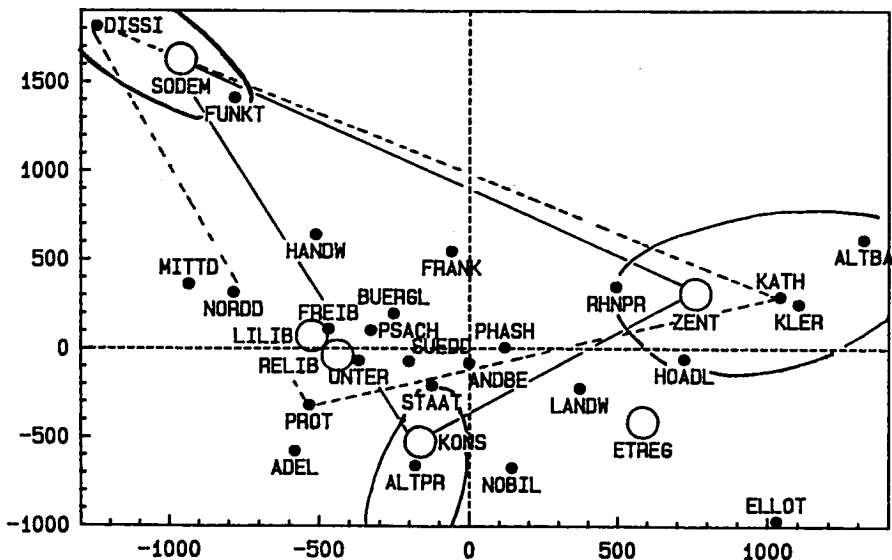 DISSI
SODEM
1500
FUNKT
1000
HANDW
FRANK
ALTBA
500
MITTD
NORDD
BUERGL
RHNPR
KATH
ZENT
KLER
FREIB
LILIB
PSACH
PHASH
0
RELIB
UNTER
SUEDD
ANDBE
HOADL
STAAT
LANDW
PROT
-500
ADEL
KONS
ETREG
ALTPR
NOBIL
ELLOT
-1000
-1000 -500 0 500 1000